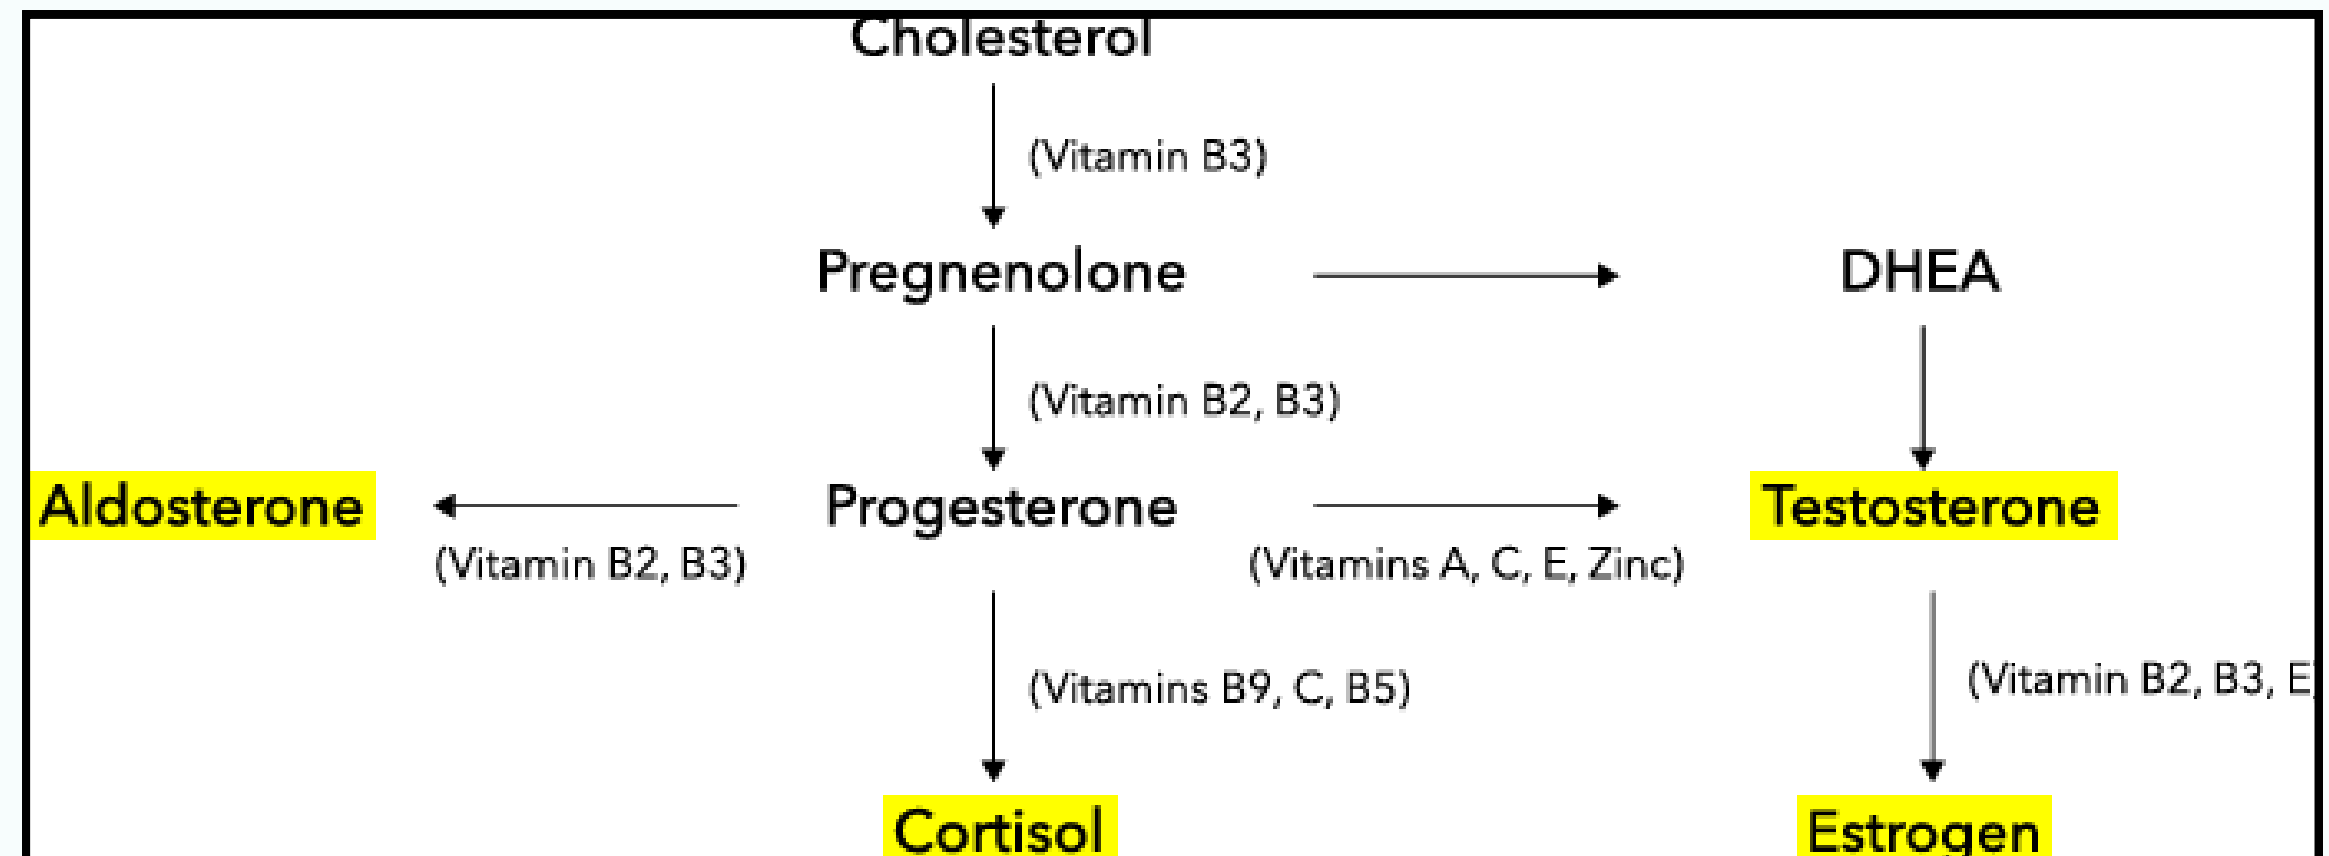 Cholesterol
(Vitamin B3)
Pregnenolone DHEA
(Vitamin B2, B3)
Aldosterone Progesterone Testosterone
(Vitamin B2, B3) (Vitamins A, C, E, Zinc)
(Vitamins B9, C, B5) (Vitamin B2, B3, E)
Cortisol Estrogen